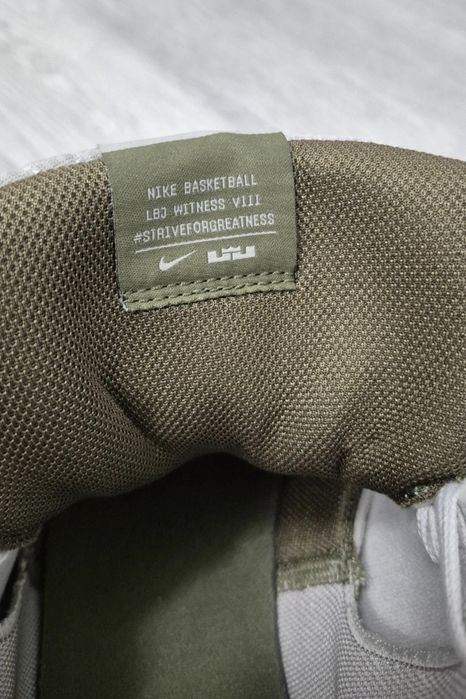 NIKE BASKETBALL
LBJ WITNESS VIII
#STRIVEFORGREATNESS